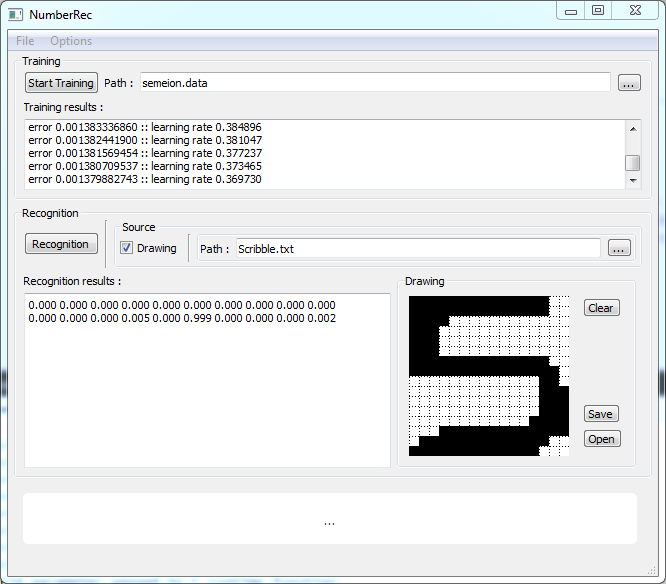 NumberRec
File Options
Training
Start Training Path : semeion.data ...
Training results :
error 0.001383336860 :: learning rate 0.384896
error 0.001382441900 :: learning rate 0.381047
error 0.001381569454 :: learning rate 0.377237
error 0.001380709537 :: learning rate 0.373465
error 0.001379882743 :: learning rate 0.369730
Recognition
Source
Recognition Drawing Path : Scribble.txt ...
Recognition results :
0.000 0.000 0.000 0.000 0.000 0.000 0.000 0.000 0.000 0.000
0.000 0.000 0.000 0.005 0.000 0.999 0.000 0.000 0.000 0.002
Drawing
Clear
Save
Open
...